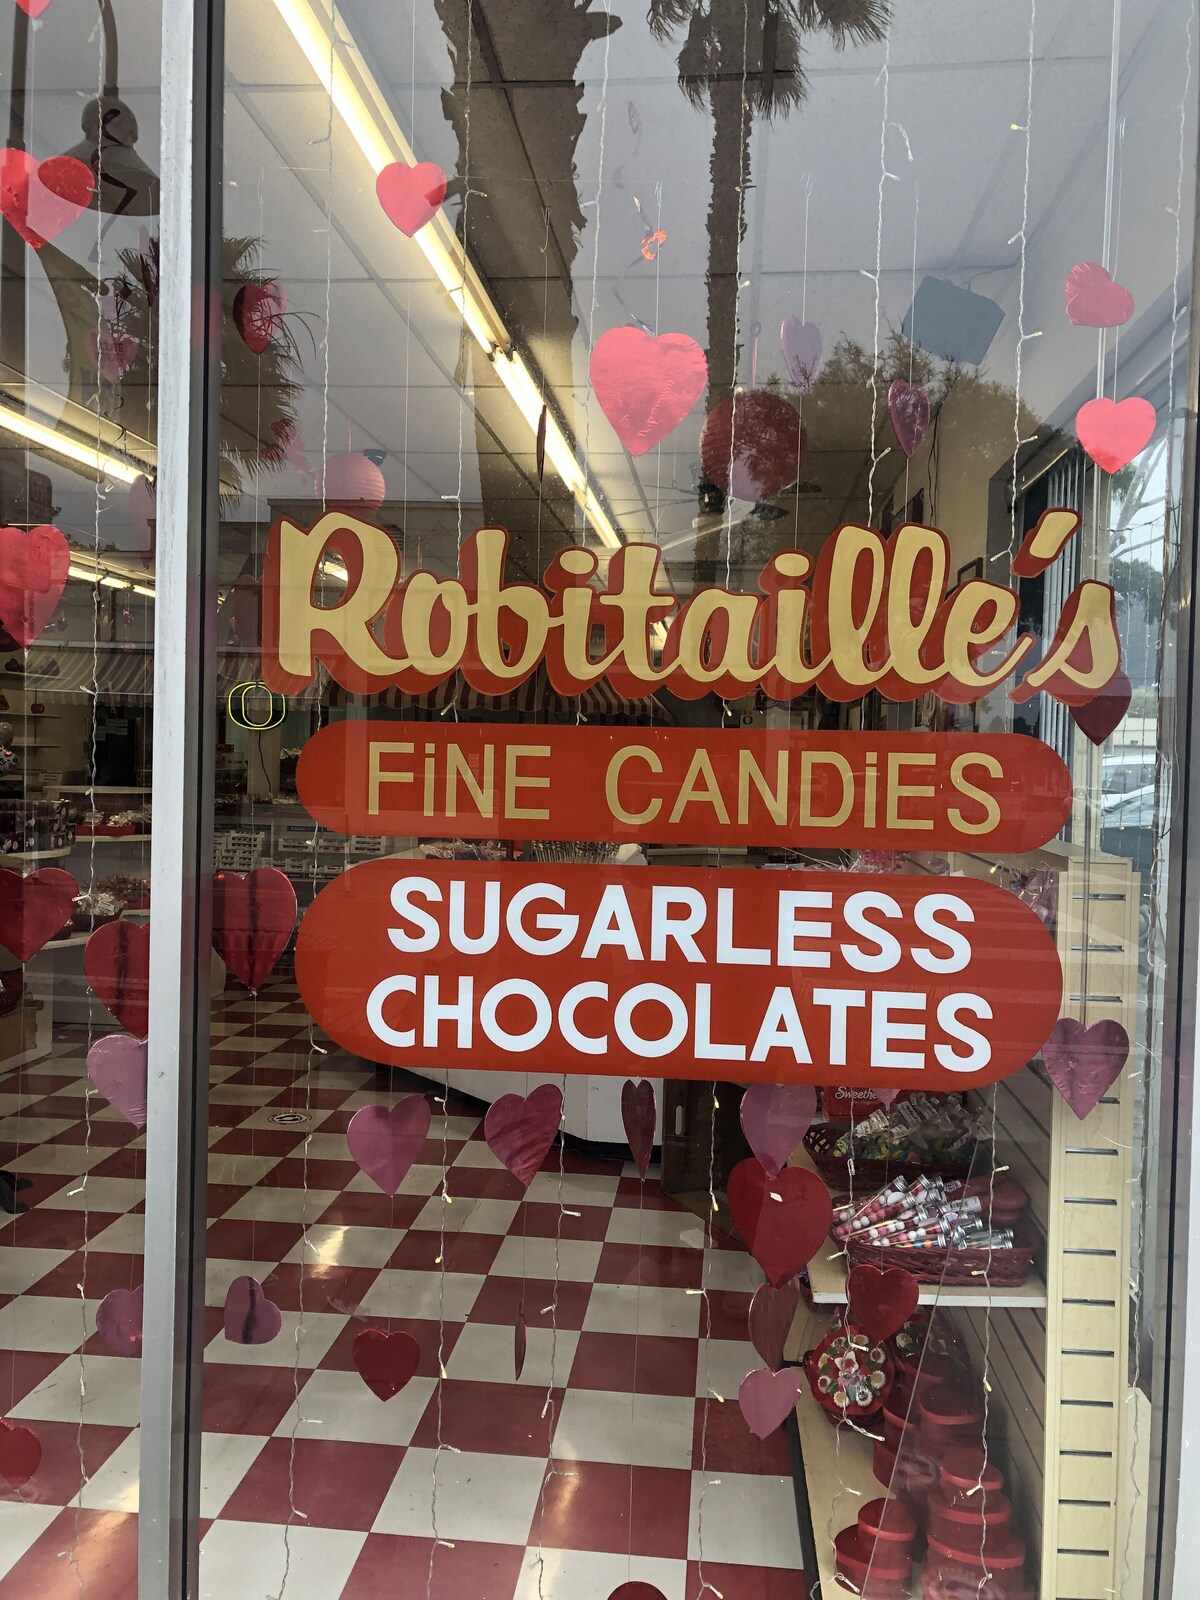 Robitaille's
FiNE CANDiES
SUGARLESS
CHOCOLATES
O